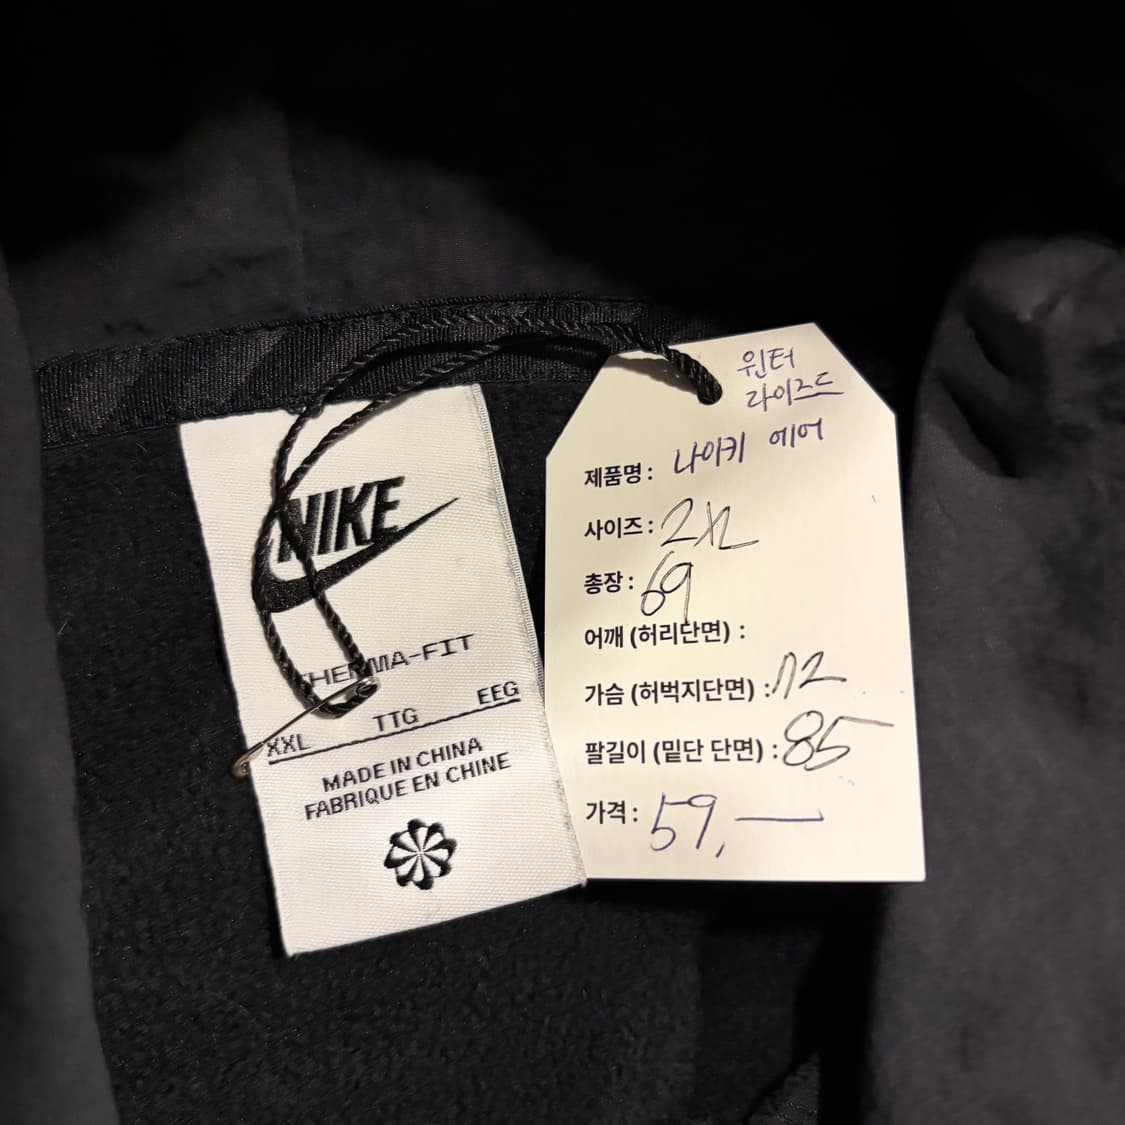 NIKE
THERMA-FIT
XXL TTG EEG
MADE IN CHINA
FABRIQUE EN CHINE
윈터
라이즈드
제품명 : 나이키 에어
사이즈 : 2XL
총장 : 69
어깨 (허리단면) :
가슴 (허벅지단면) : 72
팔길이 (밑단 단면) : 85
가격 : 59,—